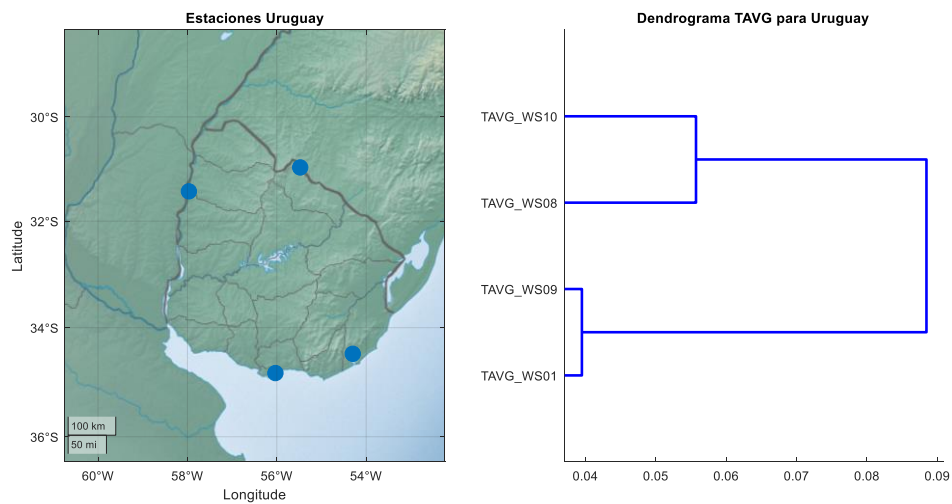 Estaciones Uruguay
30°S
32°S
34°S
36°S
Latitude
100 km
50 mi
60°W
58°W
56°W
54°W
Longitude
Dendrograma TAVG para Uruguay
TAVG_WS10
TAVG_WS08
TAVG_WS09
TAVG_WS01
0.04
0.05
0.06
0.07
0.08
0.09